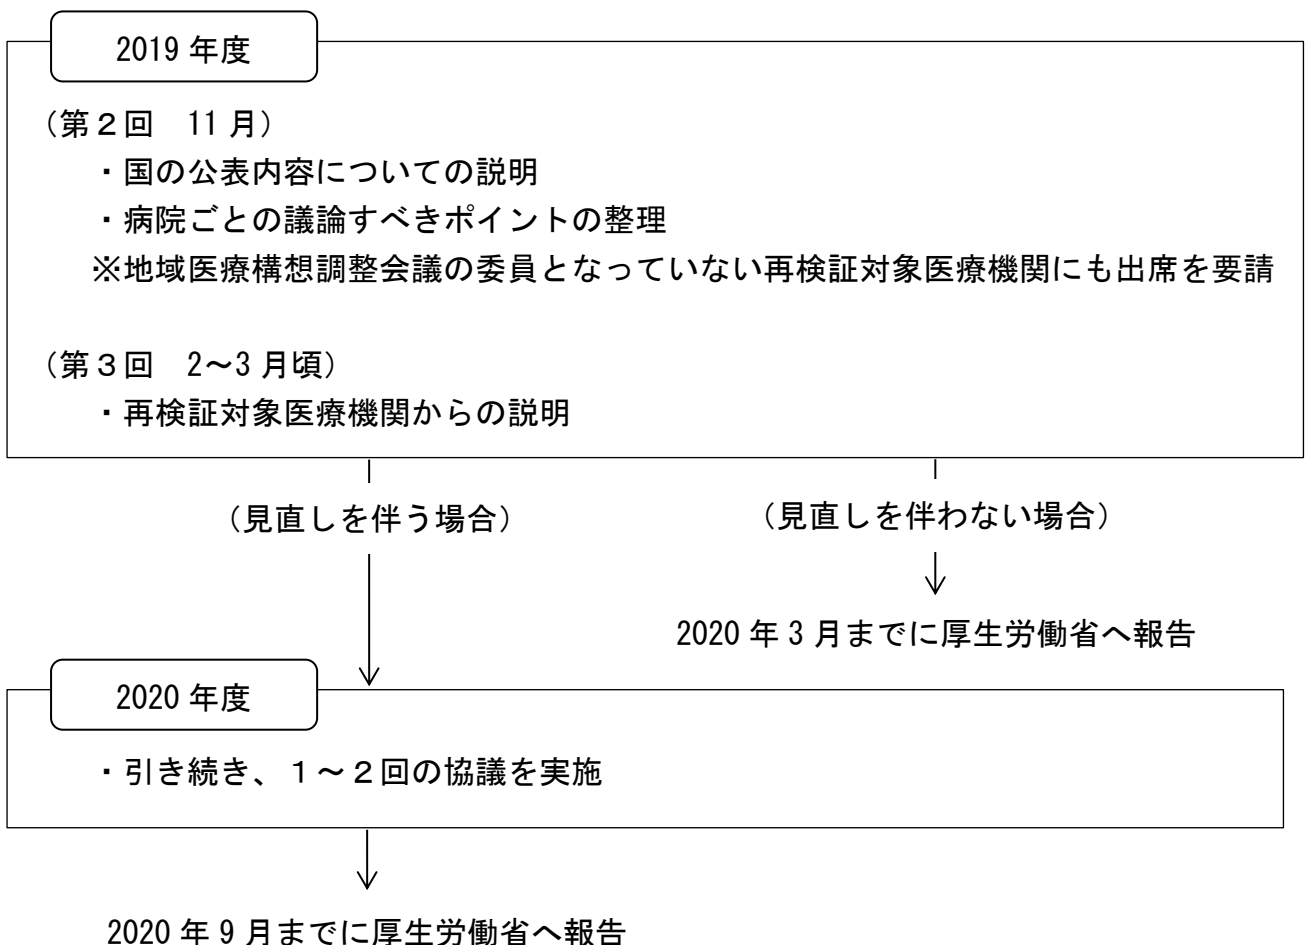 2019 年度
（第２回　11 月）
・国の公表内容についての説明
・病院ごとの議論すべきポイントの整理
※地域医療構想調整会議の委員となっていない再検証対象医療機関にも出席を要請
（第３回　2～3 月頃）
・再検証対象医療機関からの説明
（見直しを伴う場合）
（見直しを伴わない場合）
2020 年 3 月までに厚生労働省へ報告
2020 年度
・引き続き、１～２回の協議を実施
2020 年 9 月までに厚生労働省へ報告